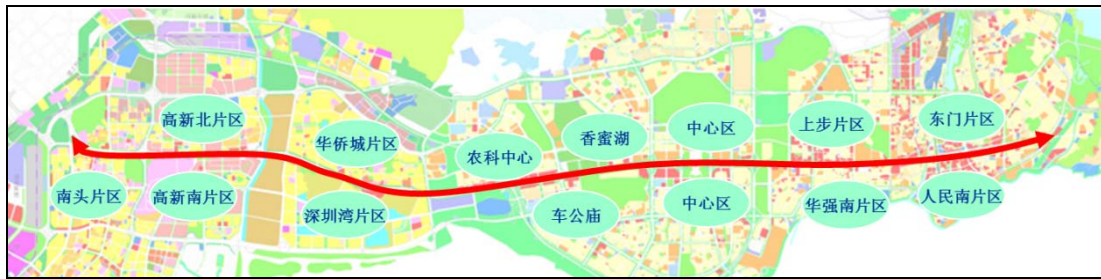 高新北片区
华侨城片区
农科中心
香蜜湖
中心区
上步片区
东门片区
南头片区
高新南片区
深圳湾片区
车公庙
中心区
华强南片区
人民南片区